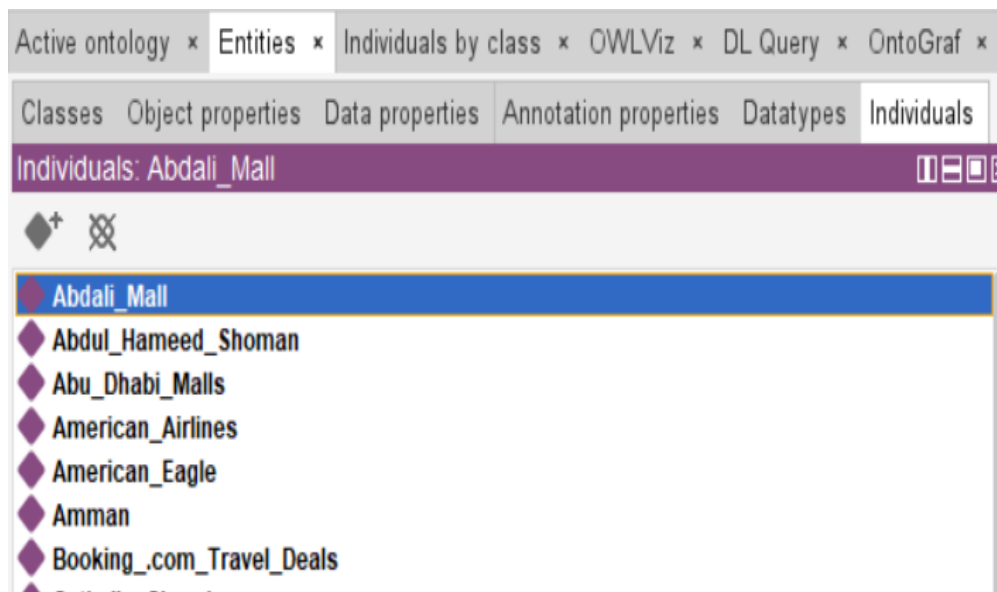 Active ontology × Entities × Individuals by class × OWLViz × DL Query × OntoGraf ×
Classes Object properties Data properties Annotation properties Datatypes Individuals
Individuals: Abdali_Mall
Abdali_Mall
Abdul_Hameed_Shoman
Abu_Dhabi_Malls
American_Airlines
American_Eagle
Amman
Booking_.com_Travel_Deals